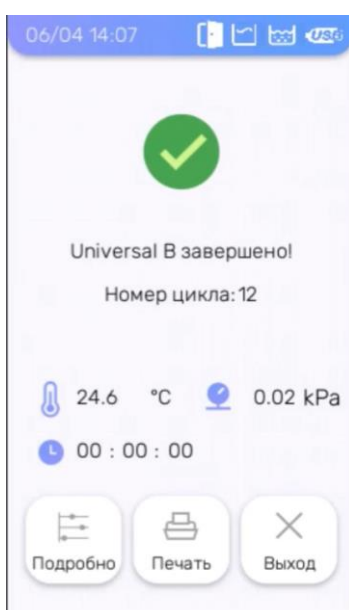 06/04 14:07 USB
Universal B завершено!
Номер цикла: 12
24.6 °C 0.02 kPa
00 : 00 : 00
Подробно Печать Выход